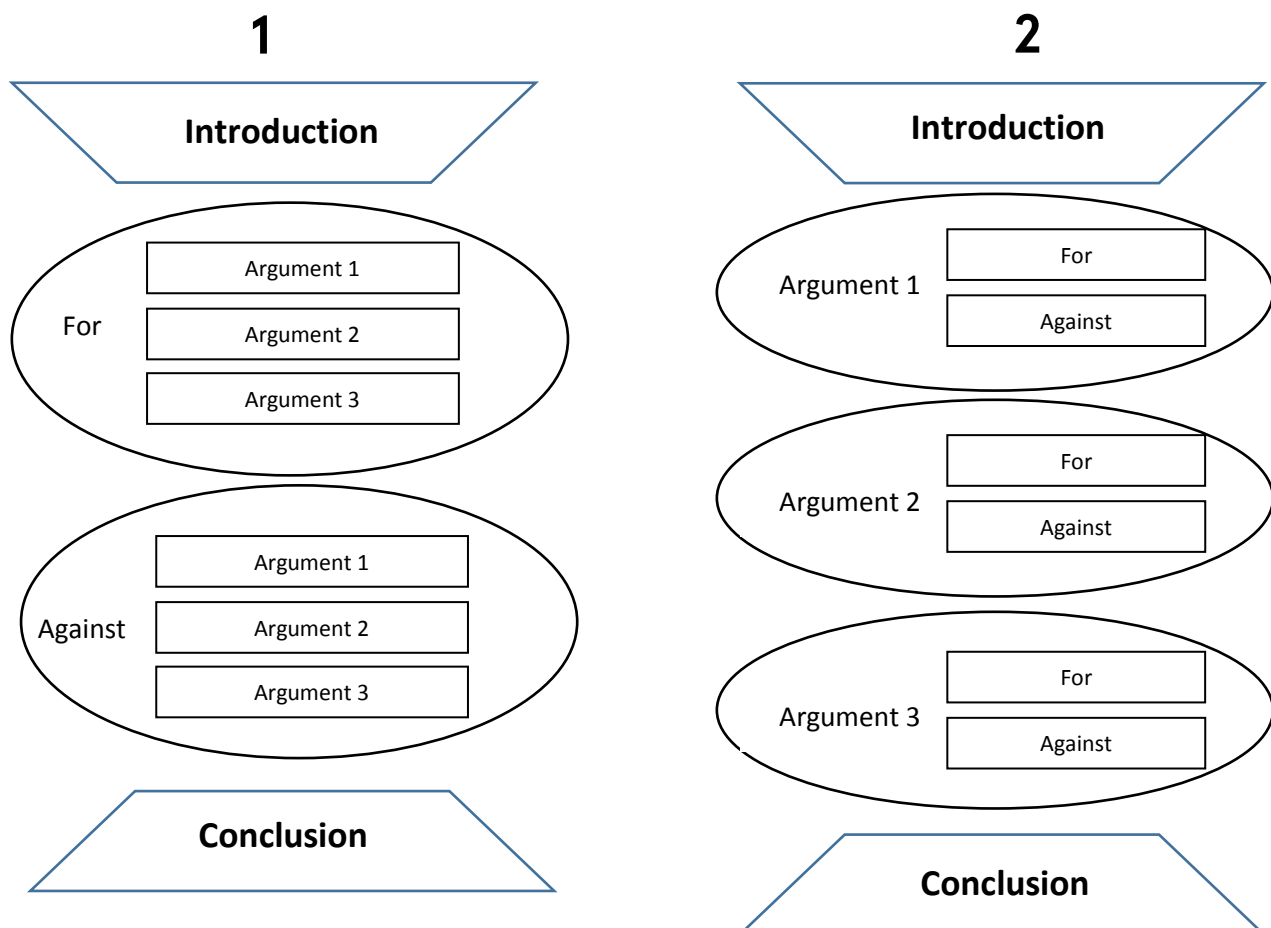 1
Introduction
For
Argument 1
Argument 2
Argument 3
Against
Argument 1
Argument 2
Argument 3
Conclusion
2
Introduction
Argument 1
For
Against
Argument 2
For
Against
Argument 3
For
Against
Conclusion